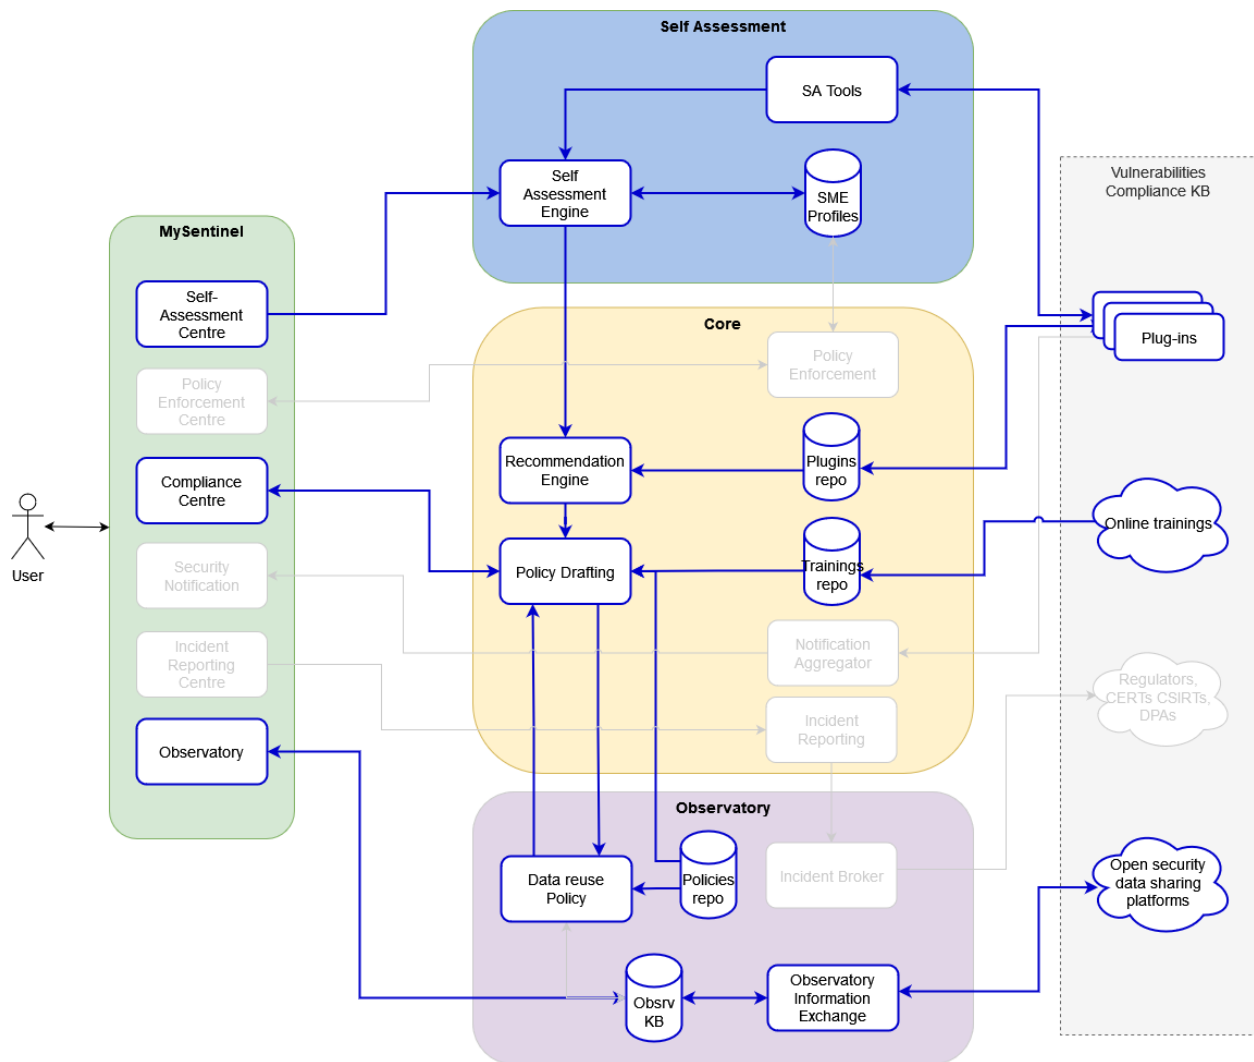 Self Assessment
SA Tools
Self
Assessment
Engine
SME
Profiles
Vulnerabilities
Compliance KB
MySentinel
Self-
Assessment
Centre
Core
Plug-ins
Policy
Enforcement
Policy
Enforcement
Centre
Recommendation
Engine
Plugins
repo
Compliance
Centre
Online trainings
User
Security
Notification
Policy Drafting
Trainings
repo
Incident
Reporting
Centre
Notification
Aggregator
Regulators,
CERTs CSIRTs,
DPAs
Incident
Reporting
Observatory
Observatory
Data reuse
Policy
Policies
repo
Incident Broker
Open security
data sharing
platforms
Obsrv
KB
Observatory
Information
Exchange